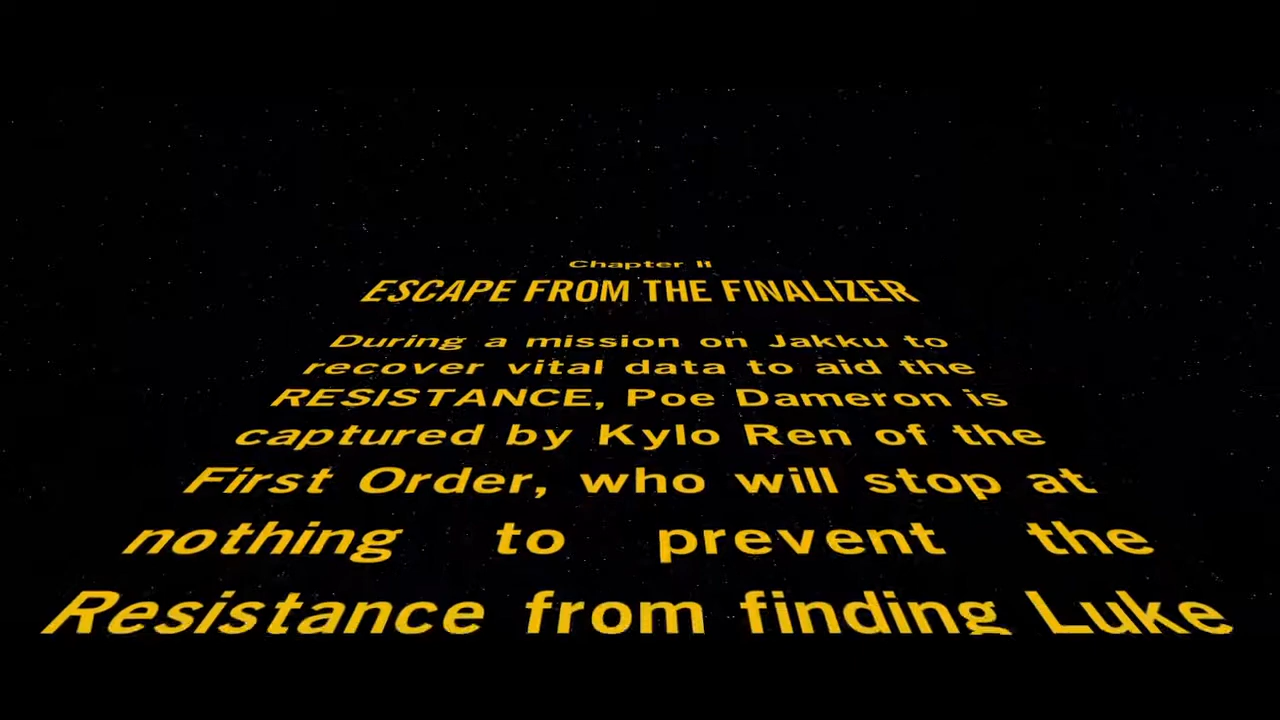 Chapter II
ESCAPE FROM THE FINALIZER
During a mission on Jakku to
recover vital data to aid the
RESISTANCE, Poe Dameron is
captured by Kylo Ren of the
First Order, who will stop at
nothing to prevent the
Resistance from finding Luke